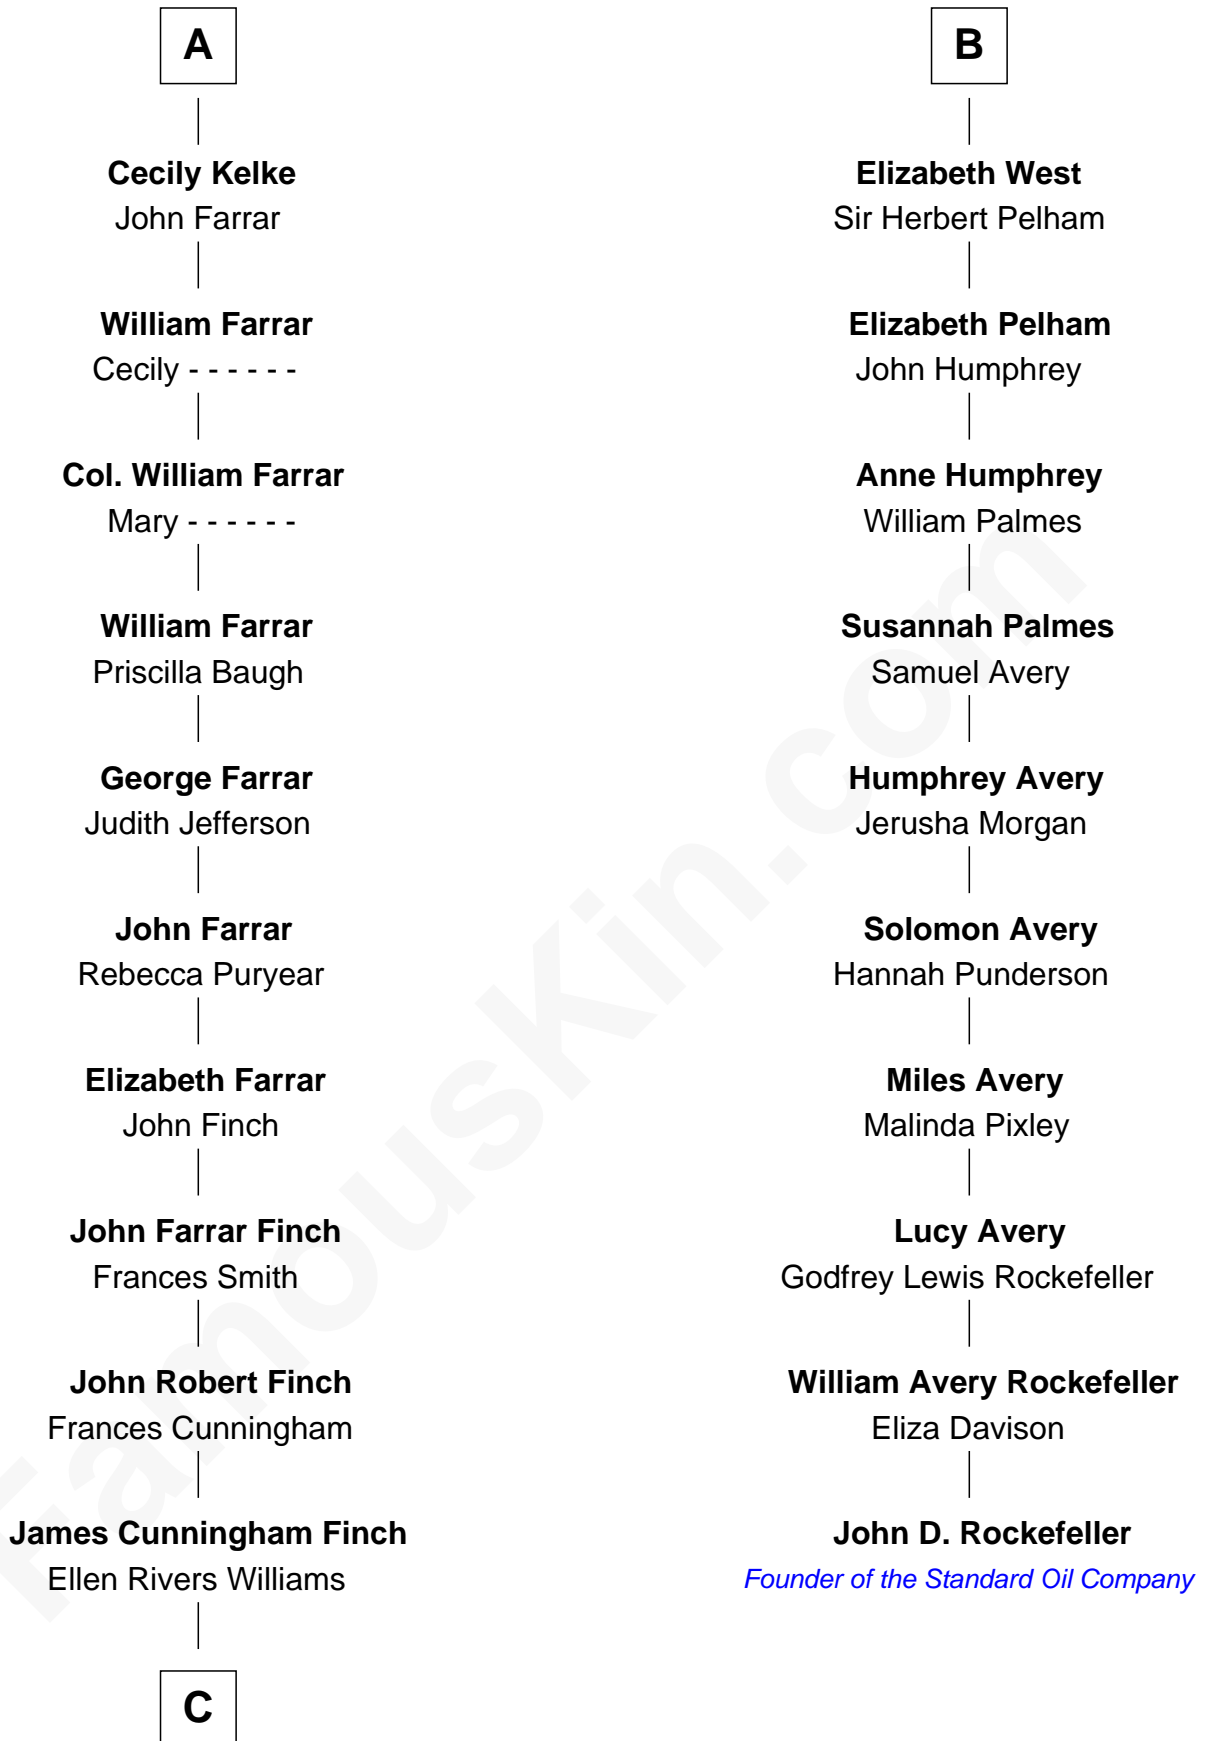 A
Cecily Kelke
John Farrar
William Farrar
Cecily - - - - - -
Col. William Farrar
Mary - - - - - -
William Farrar
Priscilla Baugh
George Farrar
Judith Jefferson
John Farrar
Rebecca Puryear
Elizabeth Farrar
John Finch
John Farrar Finch
Frances Smith
John Robert Finch
Frances Cunningham
James Cunningham Finch
Ellen Rivers Williams
C
B
Elizabeth West
Sir Herbert Pelham
Elizabeth Pelham
John Humphrey
Anne Humphrey
William Palmes
Susannah Palmes
Samuel Avery
Humphrey Avery
Jerusha Morgan
Solomon Avery
Hannah Punderson
Miles Avery
Malinda Pixley
Lucy Avery
Godfrey Lewis Rockefeller
William Avery Rockefeller
Eliza Davison
John D. Rockefeller
Founder of the Standard Oil Company
FamousKin.com